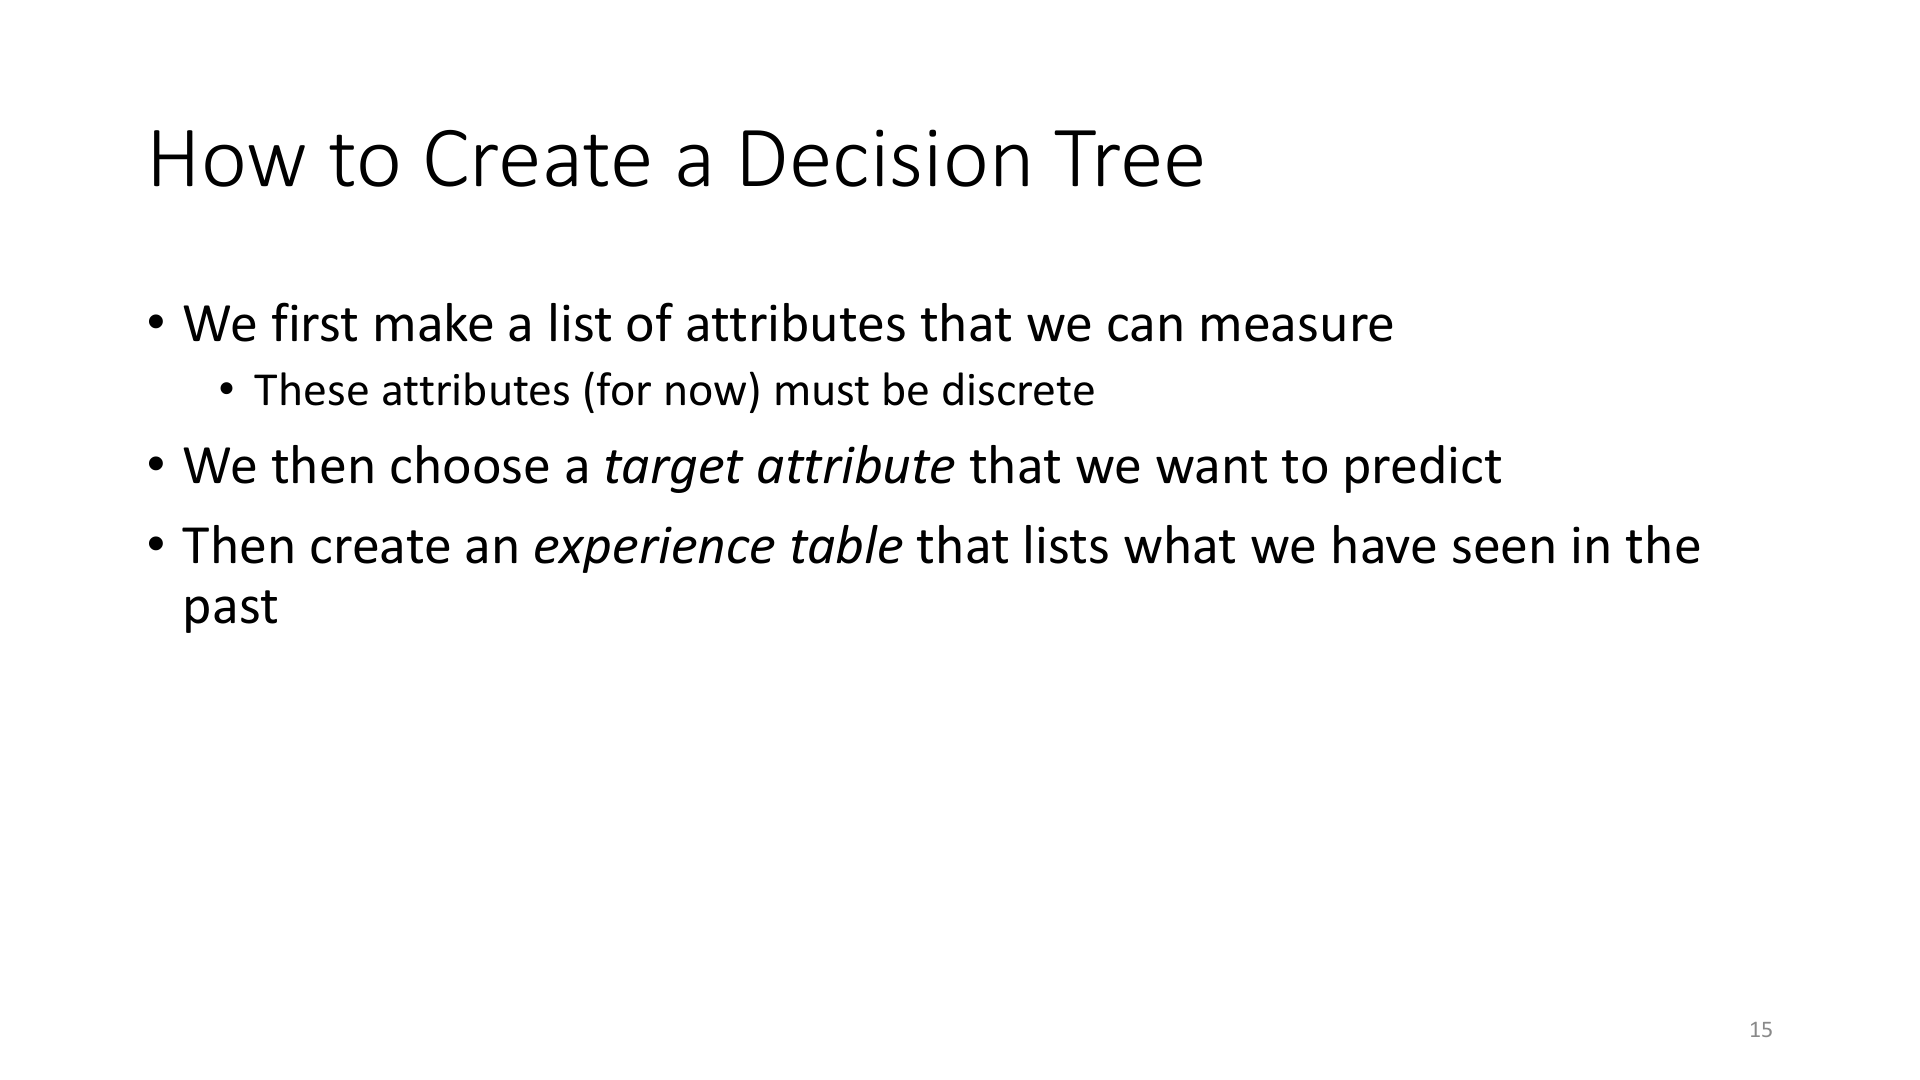 How to Create a Decision Tree
• We first make a list of attributes that we can measure
• These attributes (for now) must be discrete
• We then choose a target attribute that we want to predict
• Then create an experience table that lists what we have seen in the
past
15